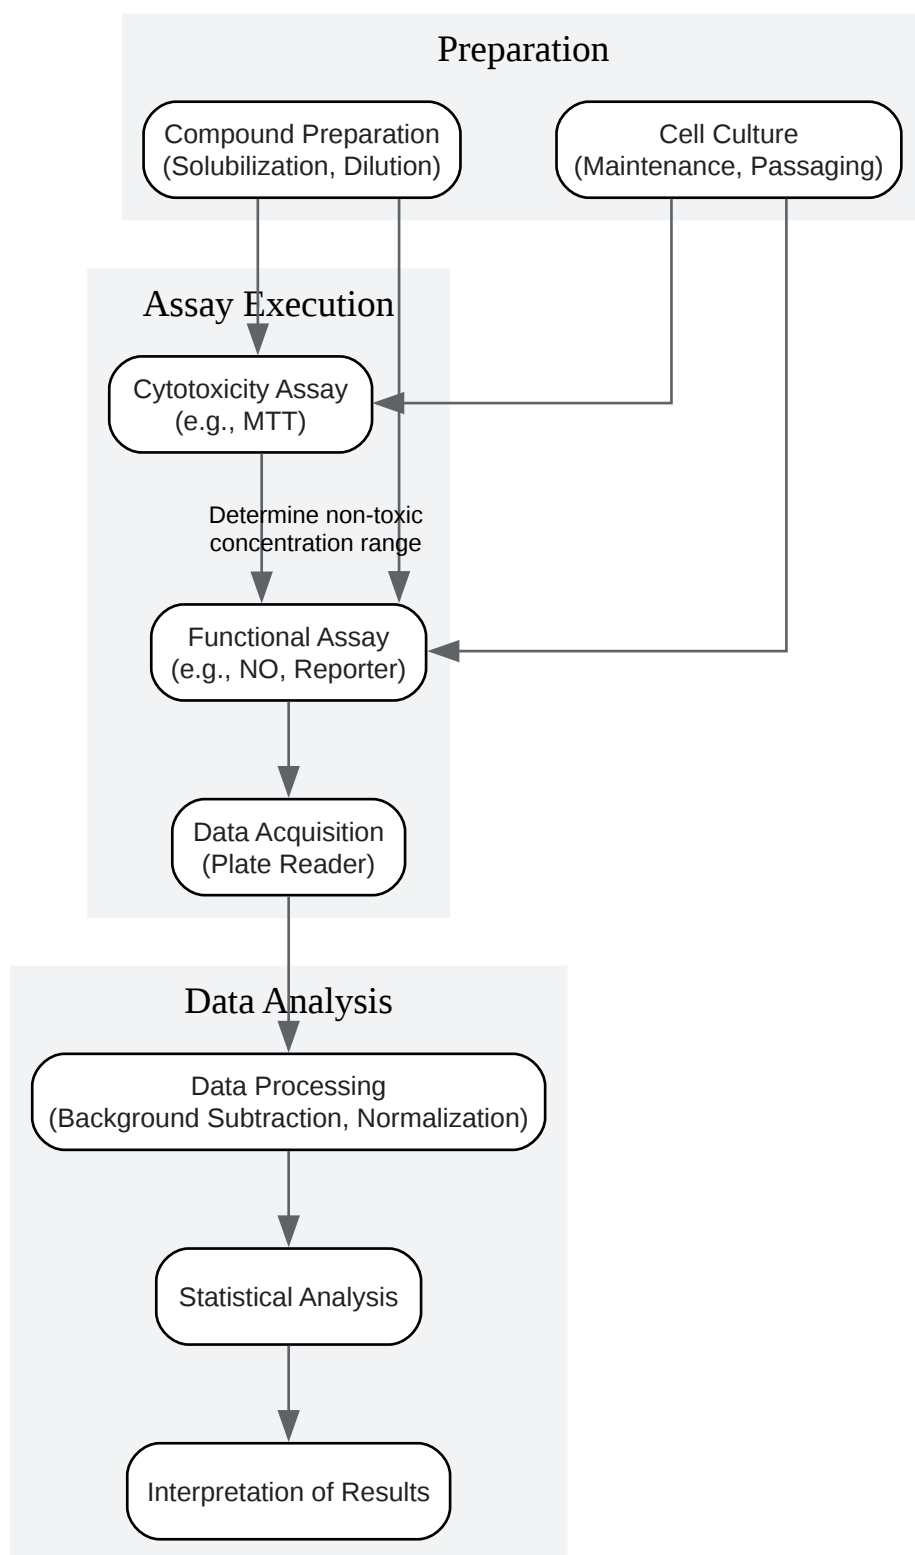 Preparation
Compound Preparation
(Solubilization, Dilution)
Cell Culture
(Maintenance, Passaging)
Assay Execution
Cytotoxicity Assay
(e.g., MTT)
Determine non-toxic
concentration range
Functional Assay
(e.g., NO, Reporter)
Data Acquisition
(Plate Reader)
Data Analysis
Data Processing
(Background Subtraction, Normalization)
Statistical Analysis
Interpretation of Results